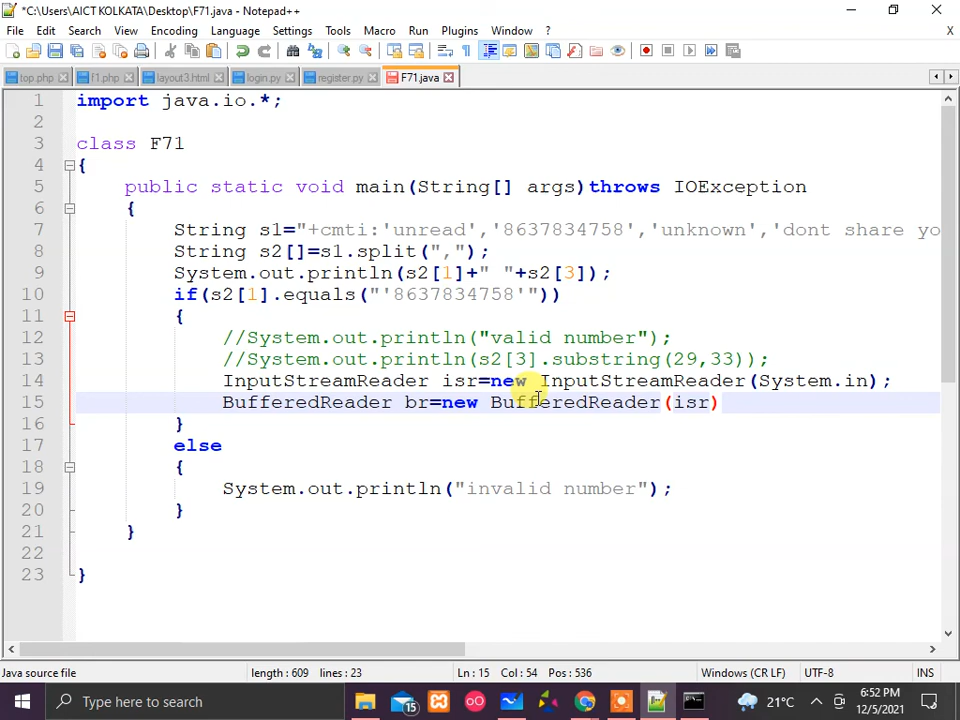 *C:\Users\AICT KOLKATA\Desktop\F71.java - Notepad++
File Edit Search View Encoding Language Settings Tools Macro Run Plugins Window ? X
top.php f1.php layout3.html login.py register.py F71.java
1 import java.io.*;
2
3 class F71
4 {
5 public static void main(String[] args)throws IOException
6 {
7 String s1="+cmti:'unread','8637834758','unknown','dont share yo
8 String s2[]=s1.split(",");
9 System.out.println(s2[1]+" "+s2[3]);
10 if(s2[1].equals("'8637834758'"))
11 {
12 //System.out.println("valid number");
13 //System.out.println(s2[3].substring(29,33));
14 InputStreamReader isr=new InputStreamReader(System.in);
15 BufferedReader br=new BufferedReader(isr)
16 }
17 else
18 {
19 System.out.println("invalid number");
20 }
21 }
22
23 }
Java source file length : 609 lines : 23 Ln : 15 Col : 54 Pos : 536 Windows (CR LF) UTF-8 INS
Type here to search 15 21°C 6:52 PM
12/5/2021